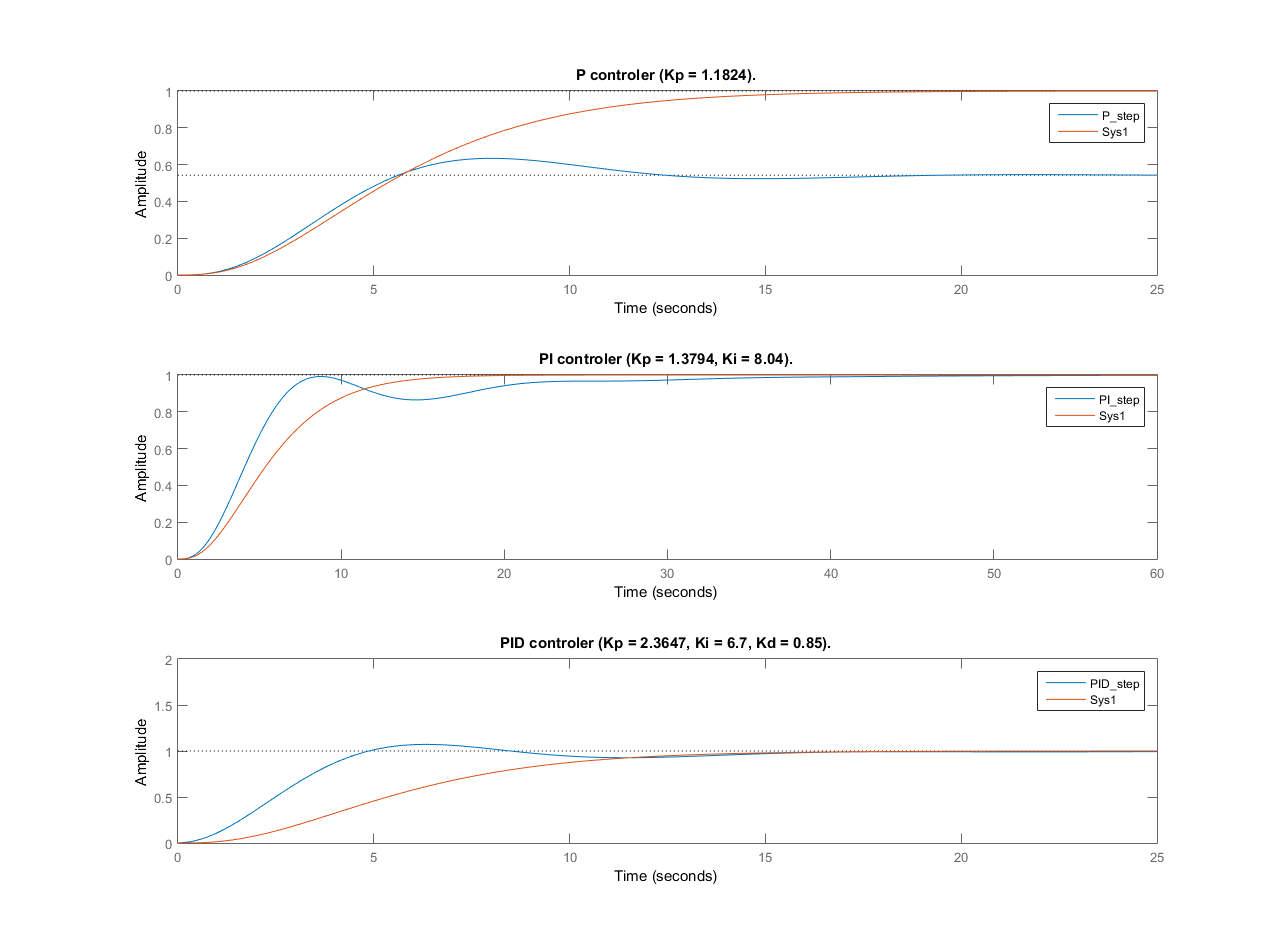 P controler (Kp = 1.1824).
1
0.8
0.6
0.4
0.2
0
Amplitude
P_step
Sys1
0 5 10 15 20 25
Time (seconds)
PI controler (Kp = 1.3794, Ki = 8.04).
1
0.8
0.6
0.4
0.2
0
Amplitude
PI_step
Sys1
0 10 20 30 40 50 60
Time (seconds)
PID controler (Kp = 2.3647, Ki = 6.7, Kd = 0.85).
2
1.5
1
0.5
0
Amplitude
PID_step
Sys1
0 5 10 15 20 25
Time (seconds)